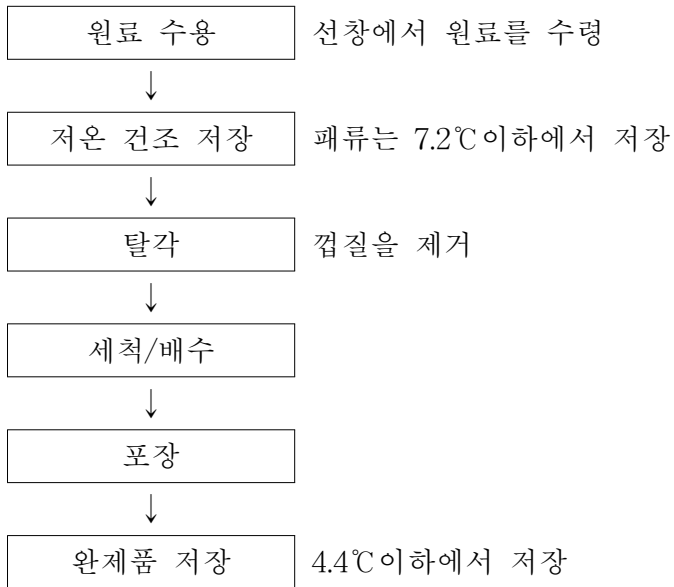 원료 수용 선창에서 원료를 수령
↓
저온 건조 저장 패류는 7.2℃이하에서 저장
↓
탈각 껍질을 제거
↓
세척/배수
↓
포장
↓
완제품 저장 4.4℃이하에서 저장